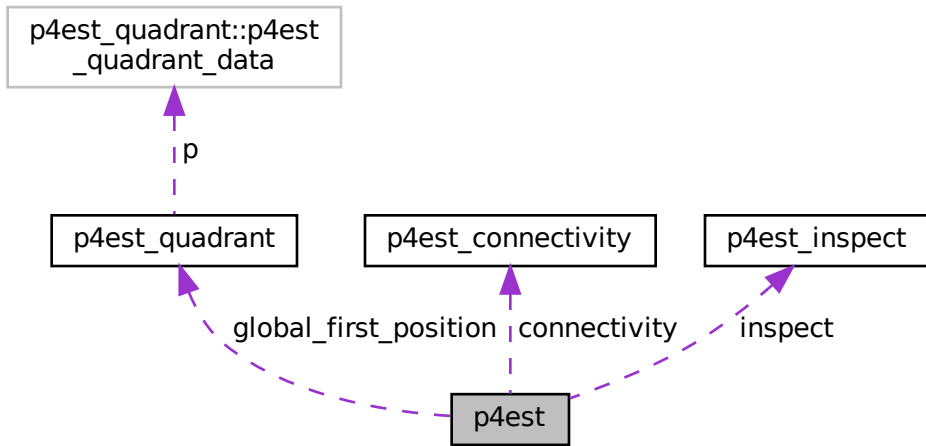 p4est_quadrant::p4est
_quadrant_data
p
p4est_quadrant
p4est_connectivity
p4est_inspect
global_first_position
connectivity
inspect
p4est